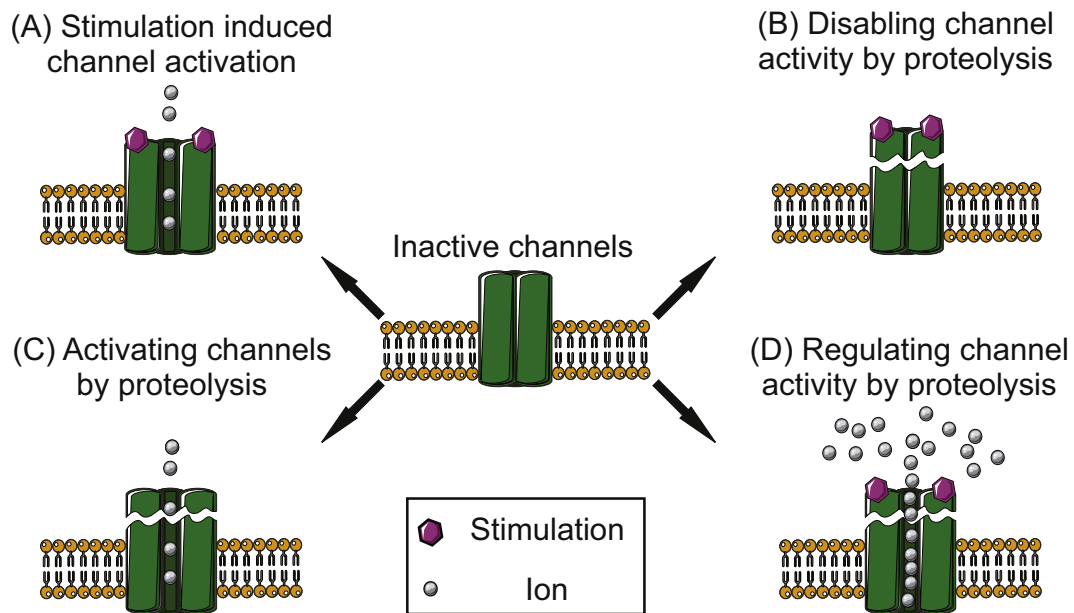 (A) Stimulation induced
channel activation
(B) Disabling channel
activity by proteolysis
Inactive channels
(C) Activating channels
by proteolysis
(D) Regulating channel
activity by proteolysis
Stimulation
Ion